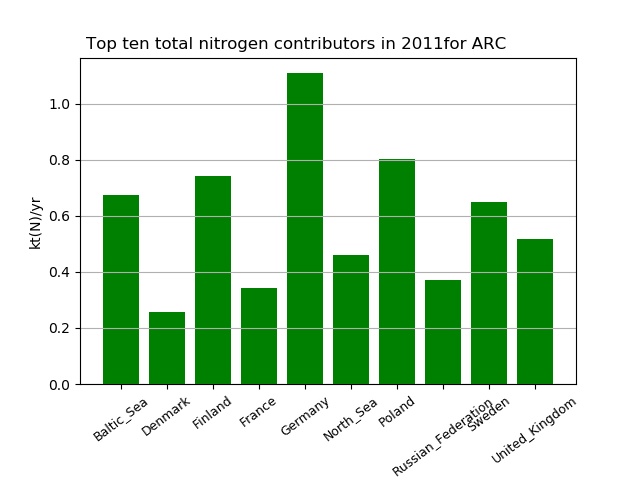 Top ten total nitrogen contributors in 2011for ARC
kt(N)/yr
1.0
0.8
0.6
0.4
0.2
0.0
Baltic_Sea
Denmark
Finland
France
Germany
North_Sea
Poland
Russian_Federation
Sweden
United_Kingdom